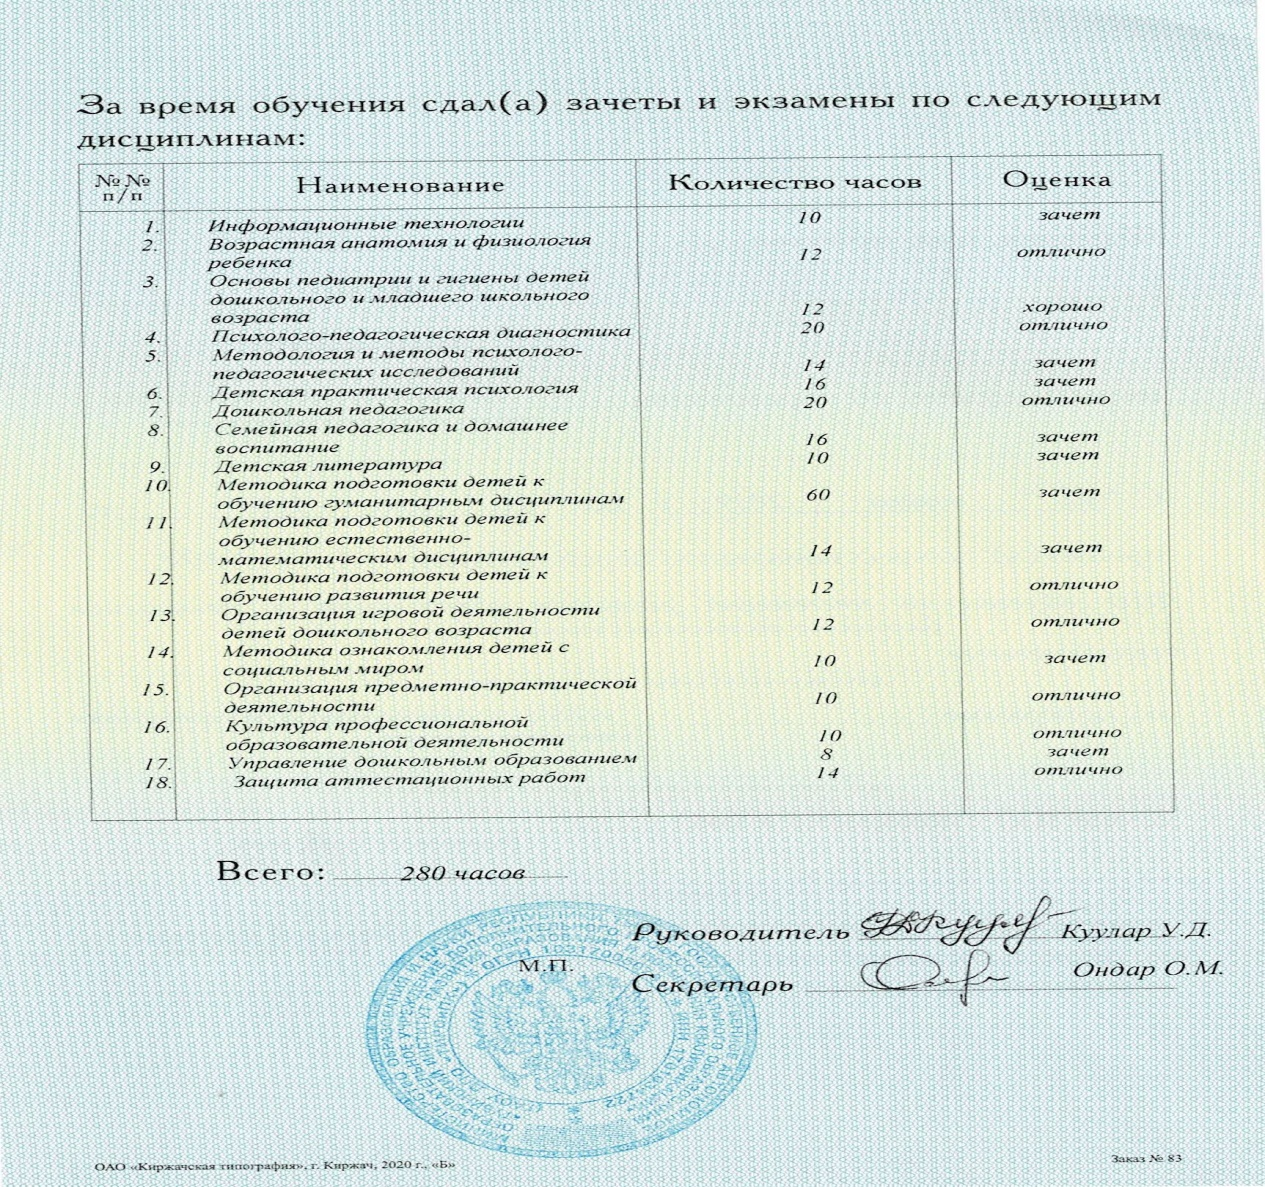 За время обучения сдал(а) зачеты и экзамены по следующим
дисциплинам:
№№ п/п Наименование Количество часов Оценка
1. Информационные технологии 10 зачет
2. Возрастная анатомия и физиология
ребенка 12 отлично
3. Основы педиатрии и гигиены детей
дошкольного и младшего школьного
возраста 12 хорошо
4. Психолого-педагогическая диагностика 20 отлично
5. Методология и методы психолого-
педагогических исследований 14 зачет
6. Детская практическая психология 16 зачет
7. Дошкольная педагогика 20 отлично
8. Семейная педагогика и домашнее
воспитание 16 зачет
9. Детская литература 10 зачет
10. Методика подготовки детей к
обучению гуманитарным дисциплинам 60 зачет
11. Методика подготовки детей к
обучению естественно-
математическим дисциплинам 14 зачет
12. Методика подготовки детей к
обучению развития речи 12 отлично
13. Организация игровой деятельности
детей дошкольного возраста 12 отлично
14. Методика ознакомления детей с
социальным миром 10 зачет
15. Организация предметно-практической
деятельности 10 отлично
16. Культура профессиональной
образовательной деятельности 10 отлично
17. Управление дошкольным образованием 8 зачет
18. Защита аттестационных работ 14 отлично
Всего: 280 часов
Руководитель Куулар У.Д.
М.П.
Секретарь Ондар О.М.
ОАО «Киржачская типография», г. Киржач, 2020 г., «Б»
Заказ № 83